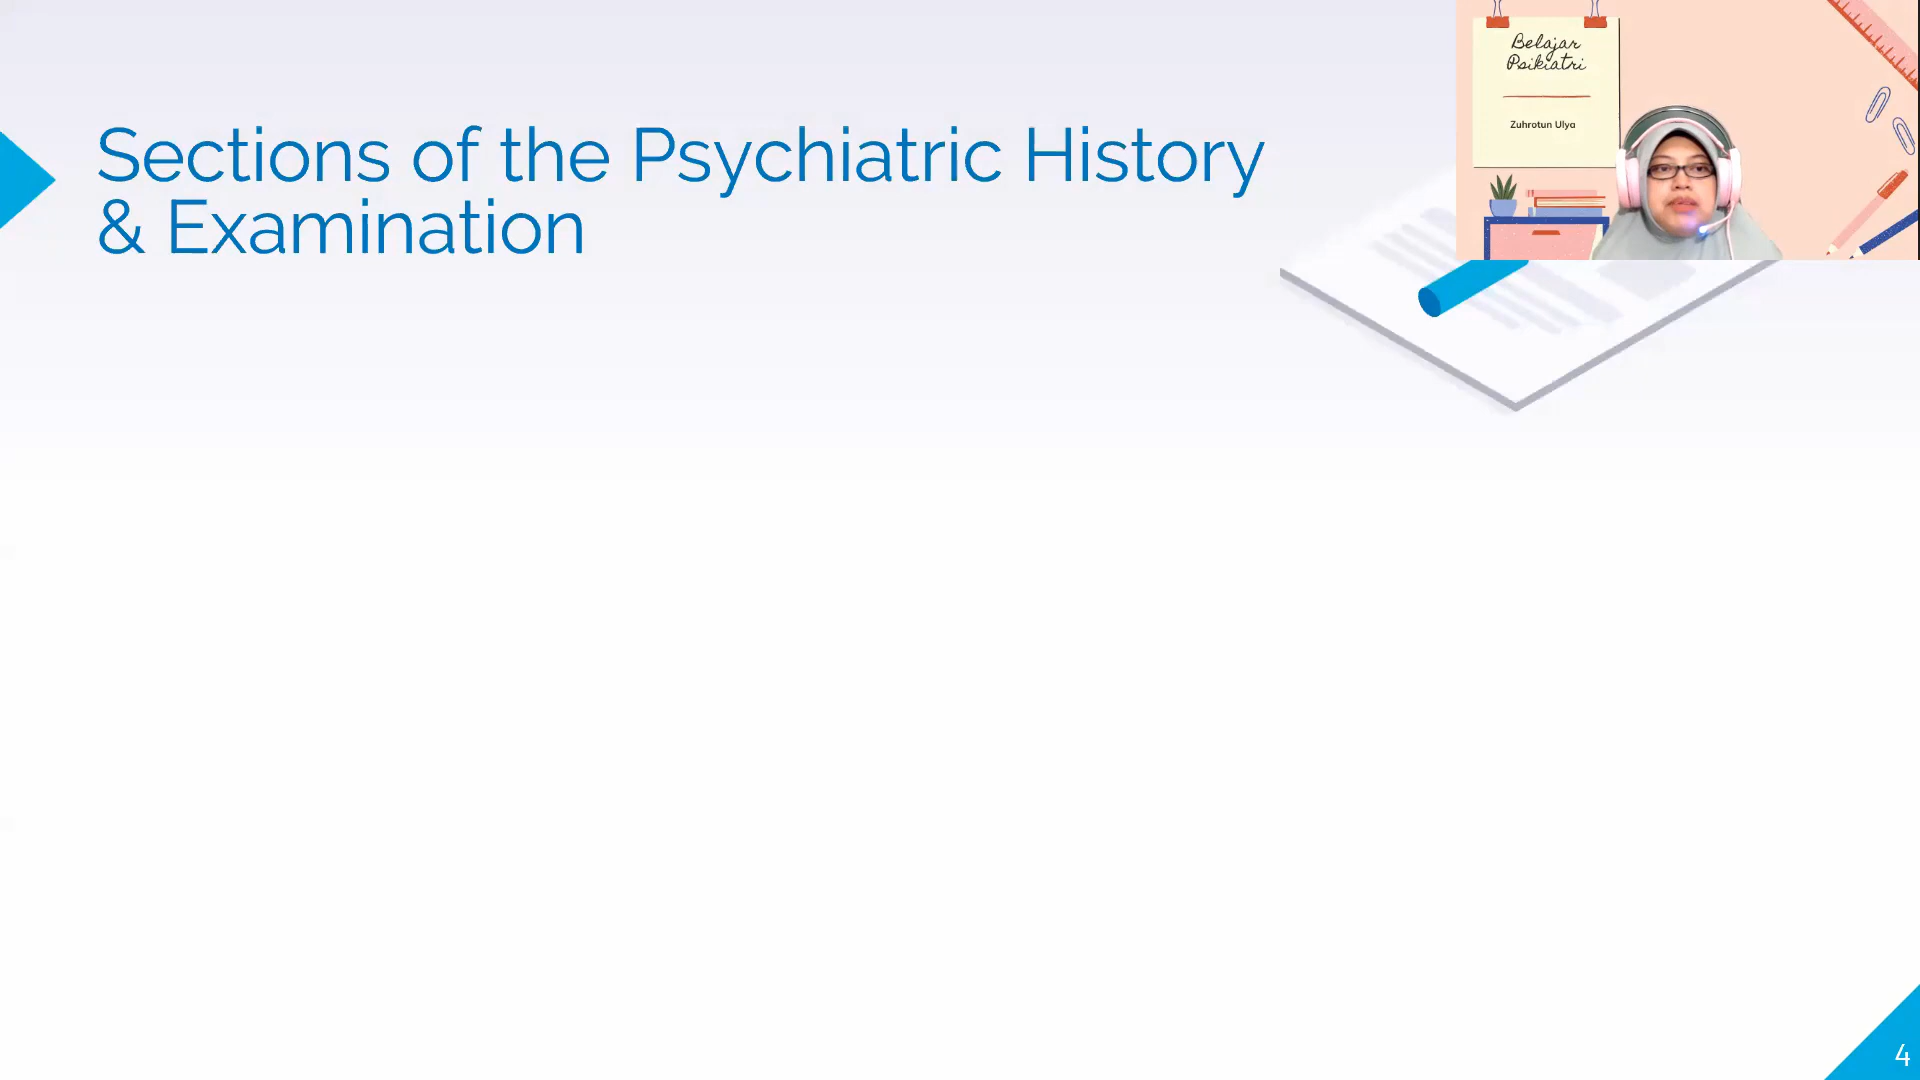 Sections of the Psychiatric History
& Examination
Belajar
Psikiatri
Zuhrotun Ulya
4